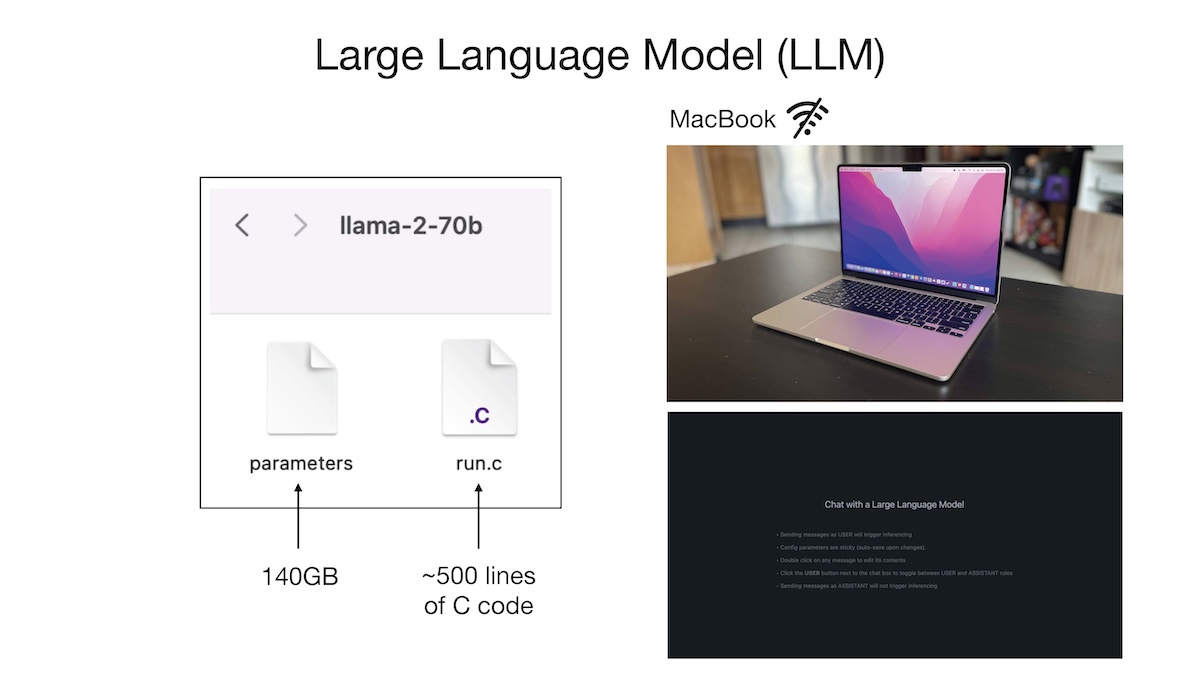 Large Language Model (LLM)
MacBook
llama-2-70b
.C
parameters
run.c
140GB
~500 lines
of C code
Chat with a Large Language Model
- Sending messages as USER will trigger inferencing
- Config parameters are sticky (auto-save upon changes).
- Double click on any message to edit its contents
- Click the USER button next to the chat box to toggle between USER and ASSISTANT roles
- Sending messages as ASSISTANT will not trigger inferencing